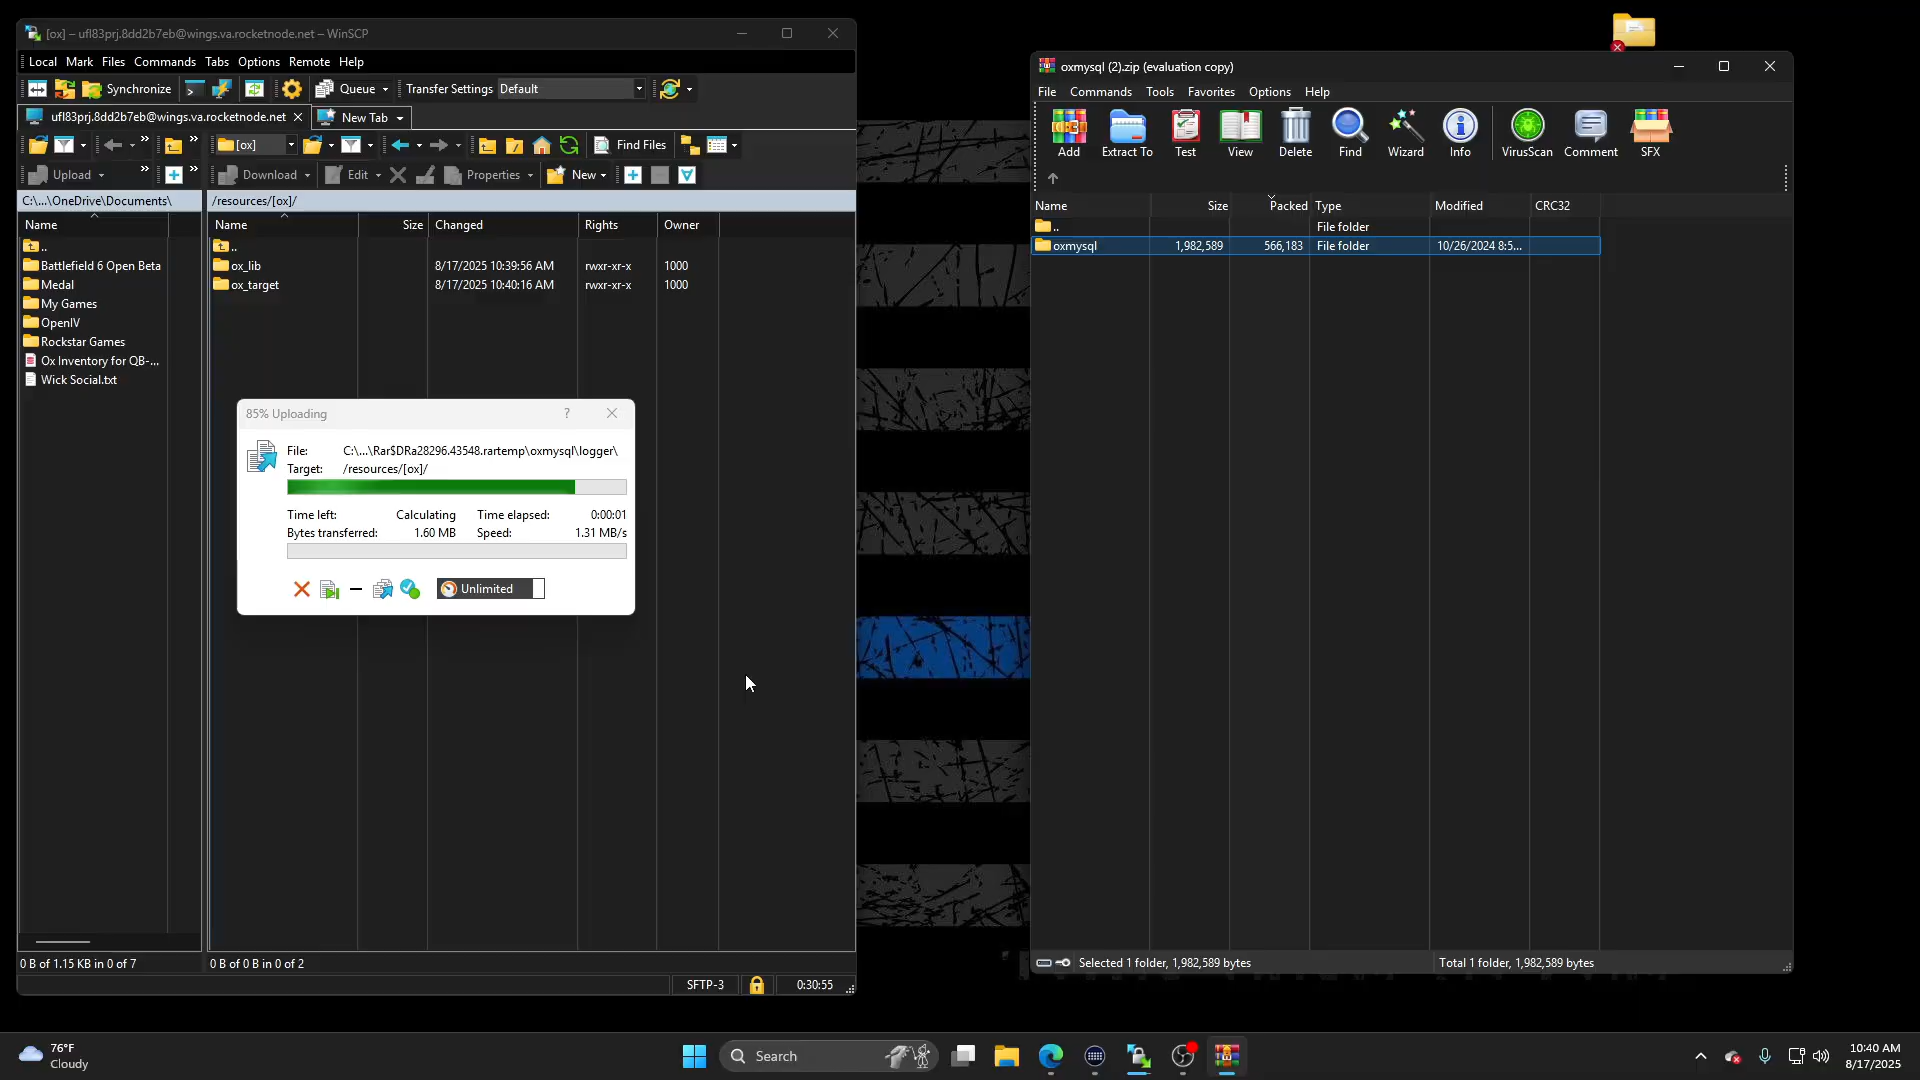 [ox] – ufl83prj.8dd2b7eb@wings.va.rocketnode.net – WinSCP
Local Mark Files Commands Tabs Options Remote Help
Synchronize Queue Transfer Settings Default
ufl83prj.8dd2b7eb@wings.va.rocketnode.net New Tab
[ox] Find Files
Upload Download Edit Properties New
C:\...\OneDrive\Documents\ /resources/[ox]/
Name Name Size Changed Rights Owner
.. ..
Battlefield 6 Open Beta ox_lib 8/17/2025 10:39:56 AM rwxr-xr-x 1000
Medal ox_target 8/17/2025 10:40:16 AM rwxr-xr-x 1000
My Games
OpenIV
Rockstar Games
Ox Inventory for QB-...
Wick Social.txt
85% Uploading ?
File: C:\...\Rar$DRa28296.43548.rartemp\oxmysql\logger\
Target: /resources/[ox]/
Time left: Calculating Time elapsed: 0:00:01
Bytes transferred: 1.60 MB Speed: 1.31 MB/s
Unlimited
0 B of 1.15 KB in 0 of 7 0 B of 0 B in 0 of 2
SFTP-3 0:30:55
oxmysql (2).zip (evaluation copy)
File Commands Tools Favorites Options Help
Add Extract To Test View Delete Find Wizard Info VirusScan Comment SFX
Name Size Packed Type Modified CRC32
.. File folder
oxmysql 1,982,589 566,183 File folder 10/26/2024 8:5...
Selected 1 folder, 1,982,589 bytes Total 1 folder, 1,982,589 bytes
76°F
Cloudy
Search
10:40 AM
8/17/2025